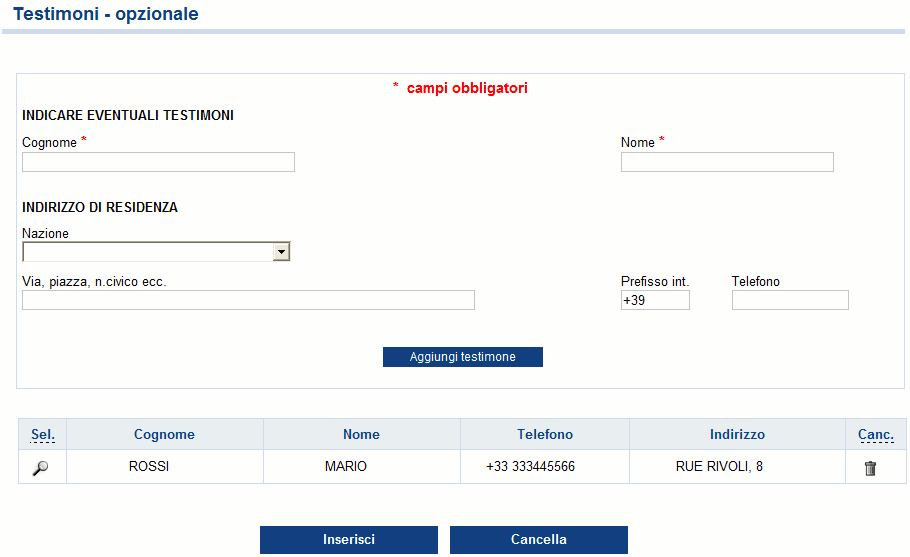 Testimoni - opzionale
* campi obbligatori
INDICARE EVENTUALI TESTIMONI
Cognome * Nome *
INDIRIZZO DI RESIDENZA
Nazione
Via, piazza, n.civico ecc. Prefisso int. Telefono
+39
Aggiungi testimone
Sel. Cognome Nome Telefono Indirizzo Canc.
ROSSI MARIO +33 333445566 RUE RIVOLI, 8
Inserisci Cancella